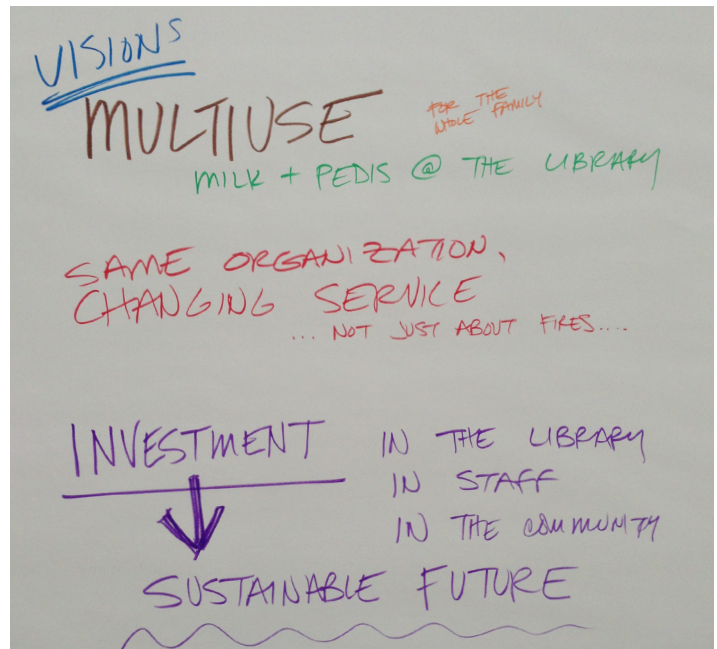 VISIONS
MULTIUSE
FOR THE
WHOLE FAMILY
MILK + PEDIS @ THE LIBRARY
SAME ORGANIZATION,
CHANGING SERVICE
... NOT JUST ABOUT FIRES....
INVESTMENT
IN THE LIBRARY
IN STAFF
IN THE COMMUNITY
SUSTAINABLE FUTURE